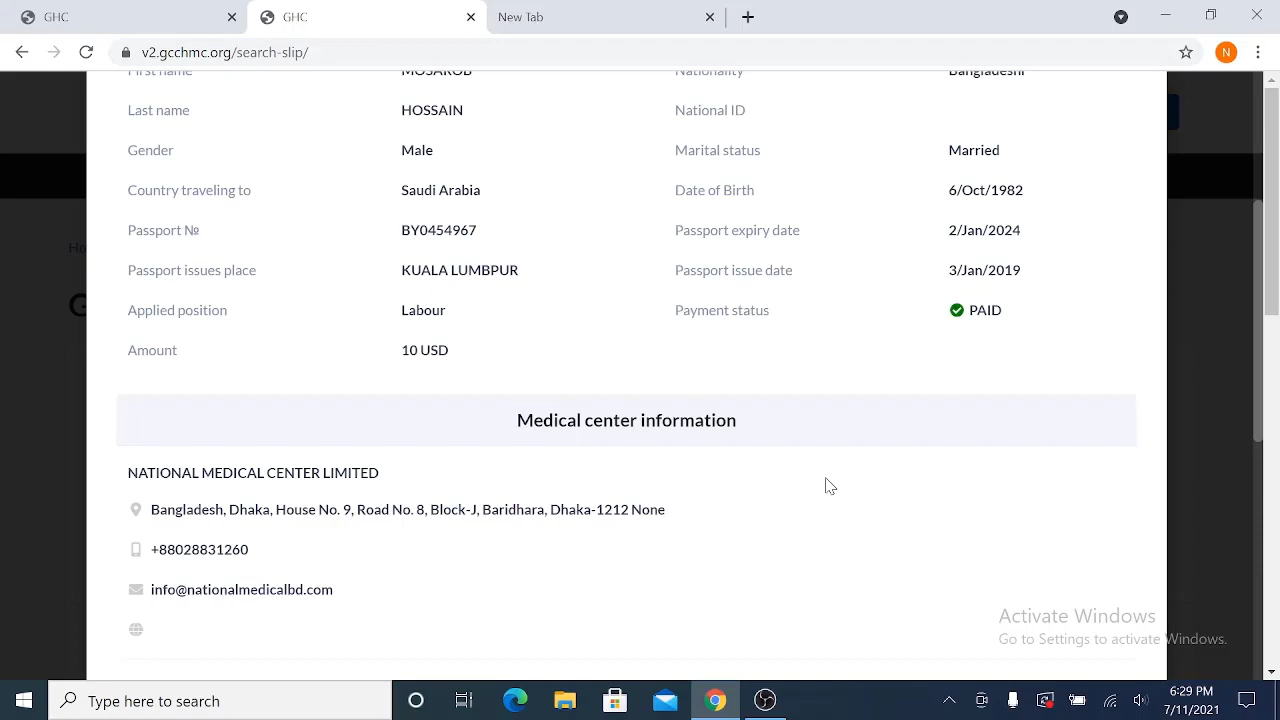 GHC
GHC
New Tab
v2.gcchmc.org/search-slip/
N
First name MOSAROB Nationality Bangladeshi
Last name HOSSAIN National ID
Gender Male Marital status Married
Country traveling to Saudi Arabia Date of Birth 6/Oct/1982
Passport № BY0454967 Passport expiry date 2/Jan/2024
Passport issues place KUALA LUMBPUR Passport issue date 3/Jan/2019
Applied position Labour Payment status PAID
Amount 10 USD
Medical center information
NATIONAL MEDICAL CENTER LIMITED
Bangladesh, Dhaka, House No. 9, Road No. 8, Block-J, Baridhara, Dhaka-1212 None
+88028831260
info@nationalmedicalbd.com
Activate Windows
Go to Settings to activate Windows.
Type here to search
6:29 PM
7/11/2021